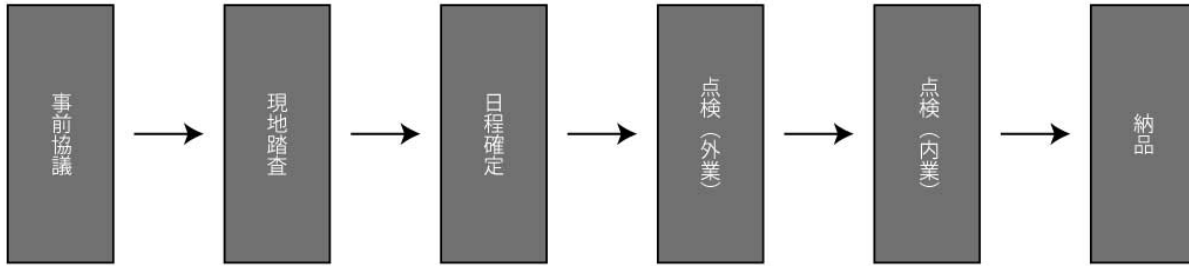 事前協議
現地踏査
日程確定
点検（外業）
点検（内業）
納品